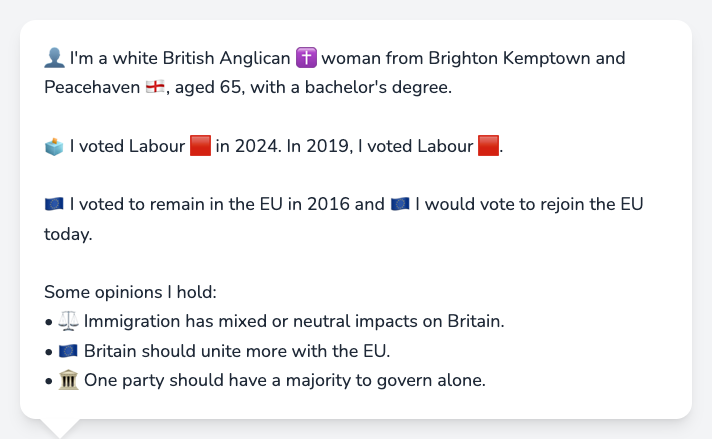 👤 I'm a white British Anglican ✝️ woman from Brighton Kemptown and
Peacehaven 🏴󠁧󠁢󠁥󠁮󠁧󠁿, aged 65, with a bachelor's degree.
🗳️ I voted Labour 🟥 in 2024. In 2019, I voted Labour 🟥.
🇪🇺 I voted to remain in the EU in 2016 and 🇪🇺 I would vote to rejoin the EU
today.
Some opinions I hold:
• ⚖️ Immigration has mixed or neutral impacts on Britain.
• 🇪🇺 Britain should unite more with the EU.
• 🏛️ One party should have a majority to govern alone.